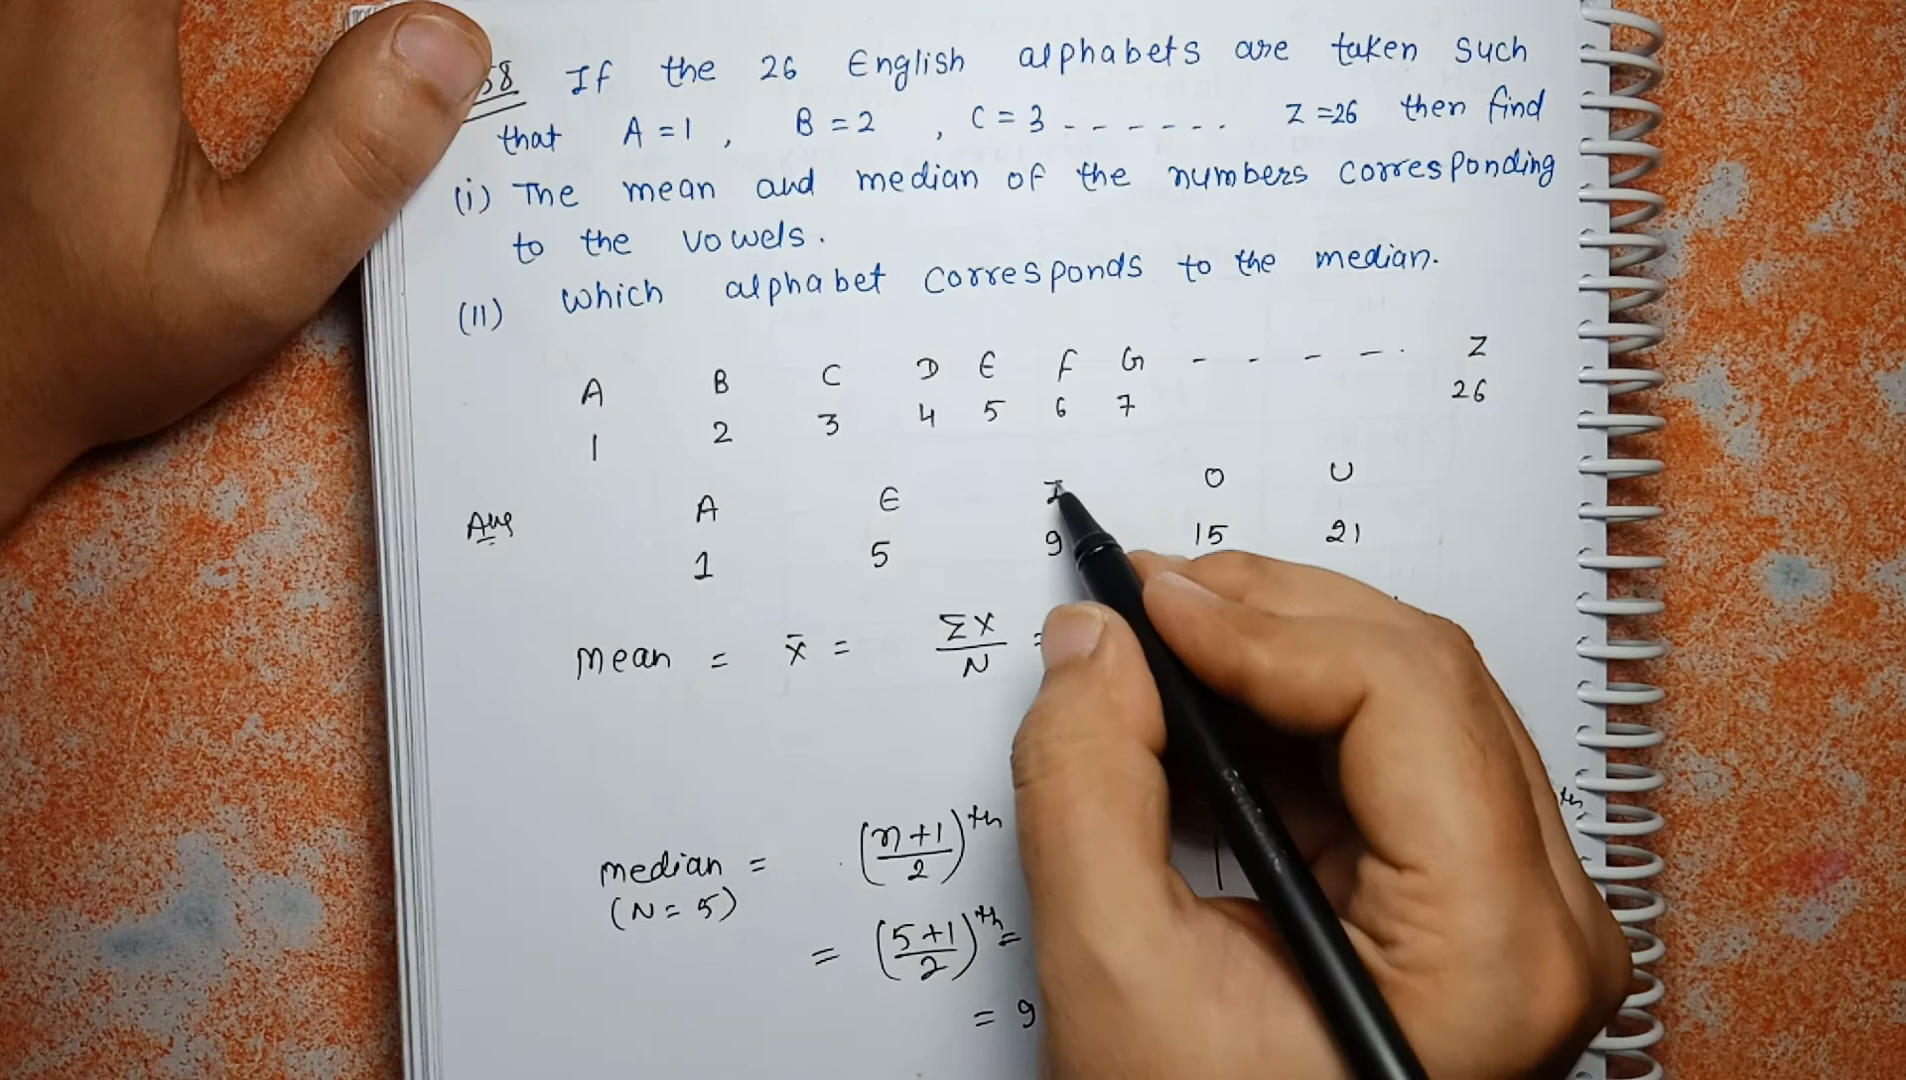 58 If the 26 English alphabets are taken such
that A = 1 , B = 2 , C = 3 - - - - - - . Z = 26 then find
(i) The mean and median of the numbers corresponding
to the vowels.
(II) which alphabet corresponds to the median.
A B C D E F G - - - - . Z
1 2 3 4 5 6 7 26
Ans A E I O U
1 5 9 15 21
Mean = x̄ = ΣX/N =
median = (n+1/2)th
(N = 5)
= (5+1/2)th =
= 9